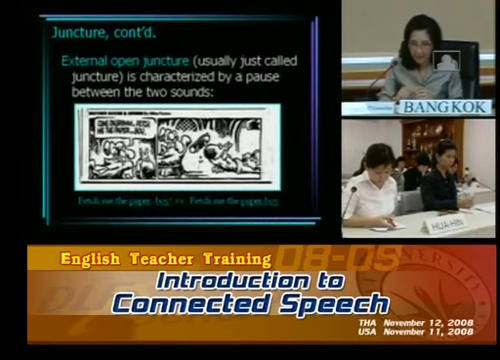 Juncture, cont'd.
External open juncture (usually just called
juncture) is characterized by a pause
between the two sounds:
Fetch me the paper, boy! vs. Fetch me the paper boy
BANGKOK
HUA-HIN
English Teacher Training
08-09
Introduction to
Connected Speech
THA November 12, 2008
USA November 11, 2008